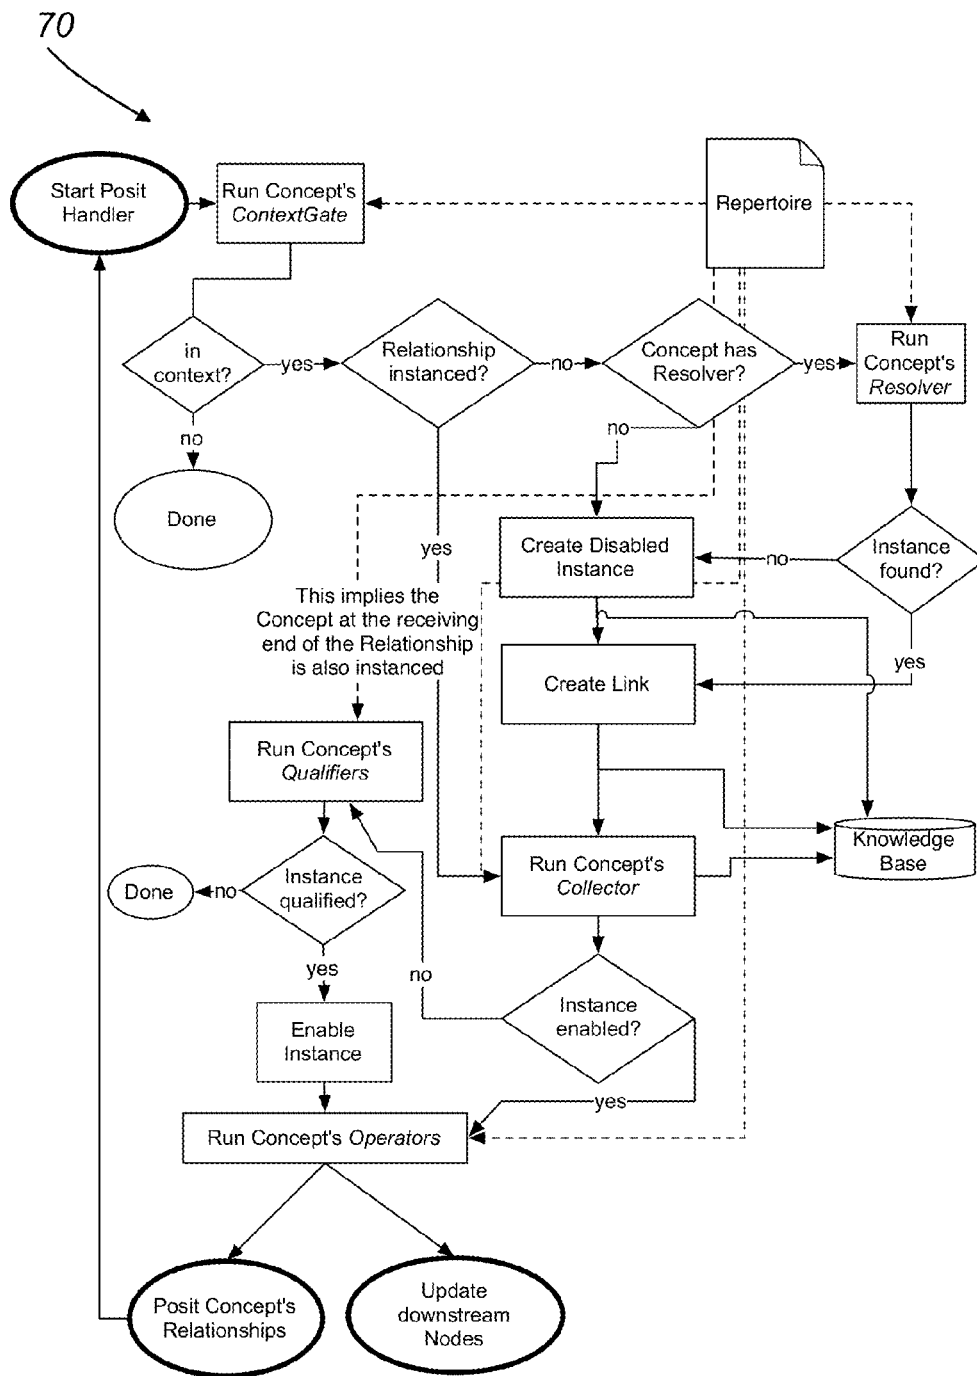 70
Start Posit
Handler
Run Concept's
ContextGate
Repertoire
in
context?
yes
Relationship
instanced?
no
Concept has
Resolver?
yes
Run
Concept's
Resolver
no
no
Done
yes
Create Disabled
Instance
no
Instance
found?
This implies the
Concept at the receiving
end of the Relationship
is also instanced
yes
Create Link
Run Concept's
Qualifiers
Knowledge
Base
Done
no
Instance
qualified?
Run Concept's
Collector
yes
no
Enable
Instance
Instance
enabled?
yes
Run Concept's Operators
Posit Concept's
Relationships
Update
downstream
Nodes